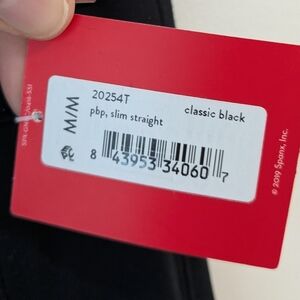 20254T
M/M
pbp, slim straight
classic black
8 43953 34060 7
© 2019 Spanx, Inc.